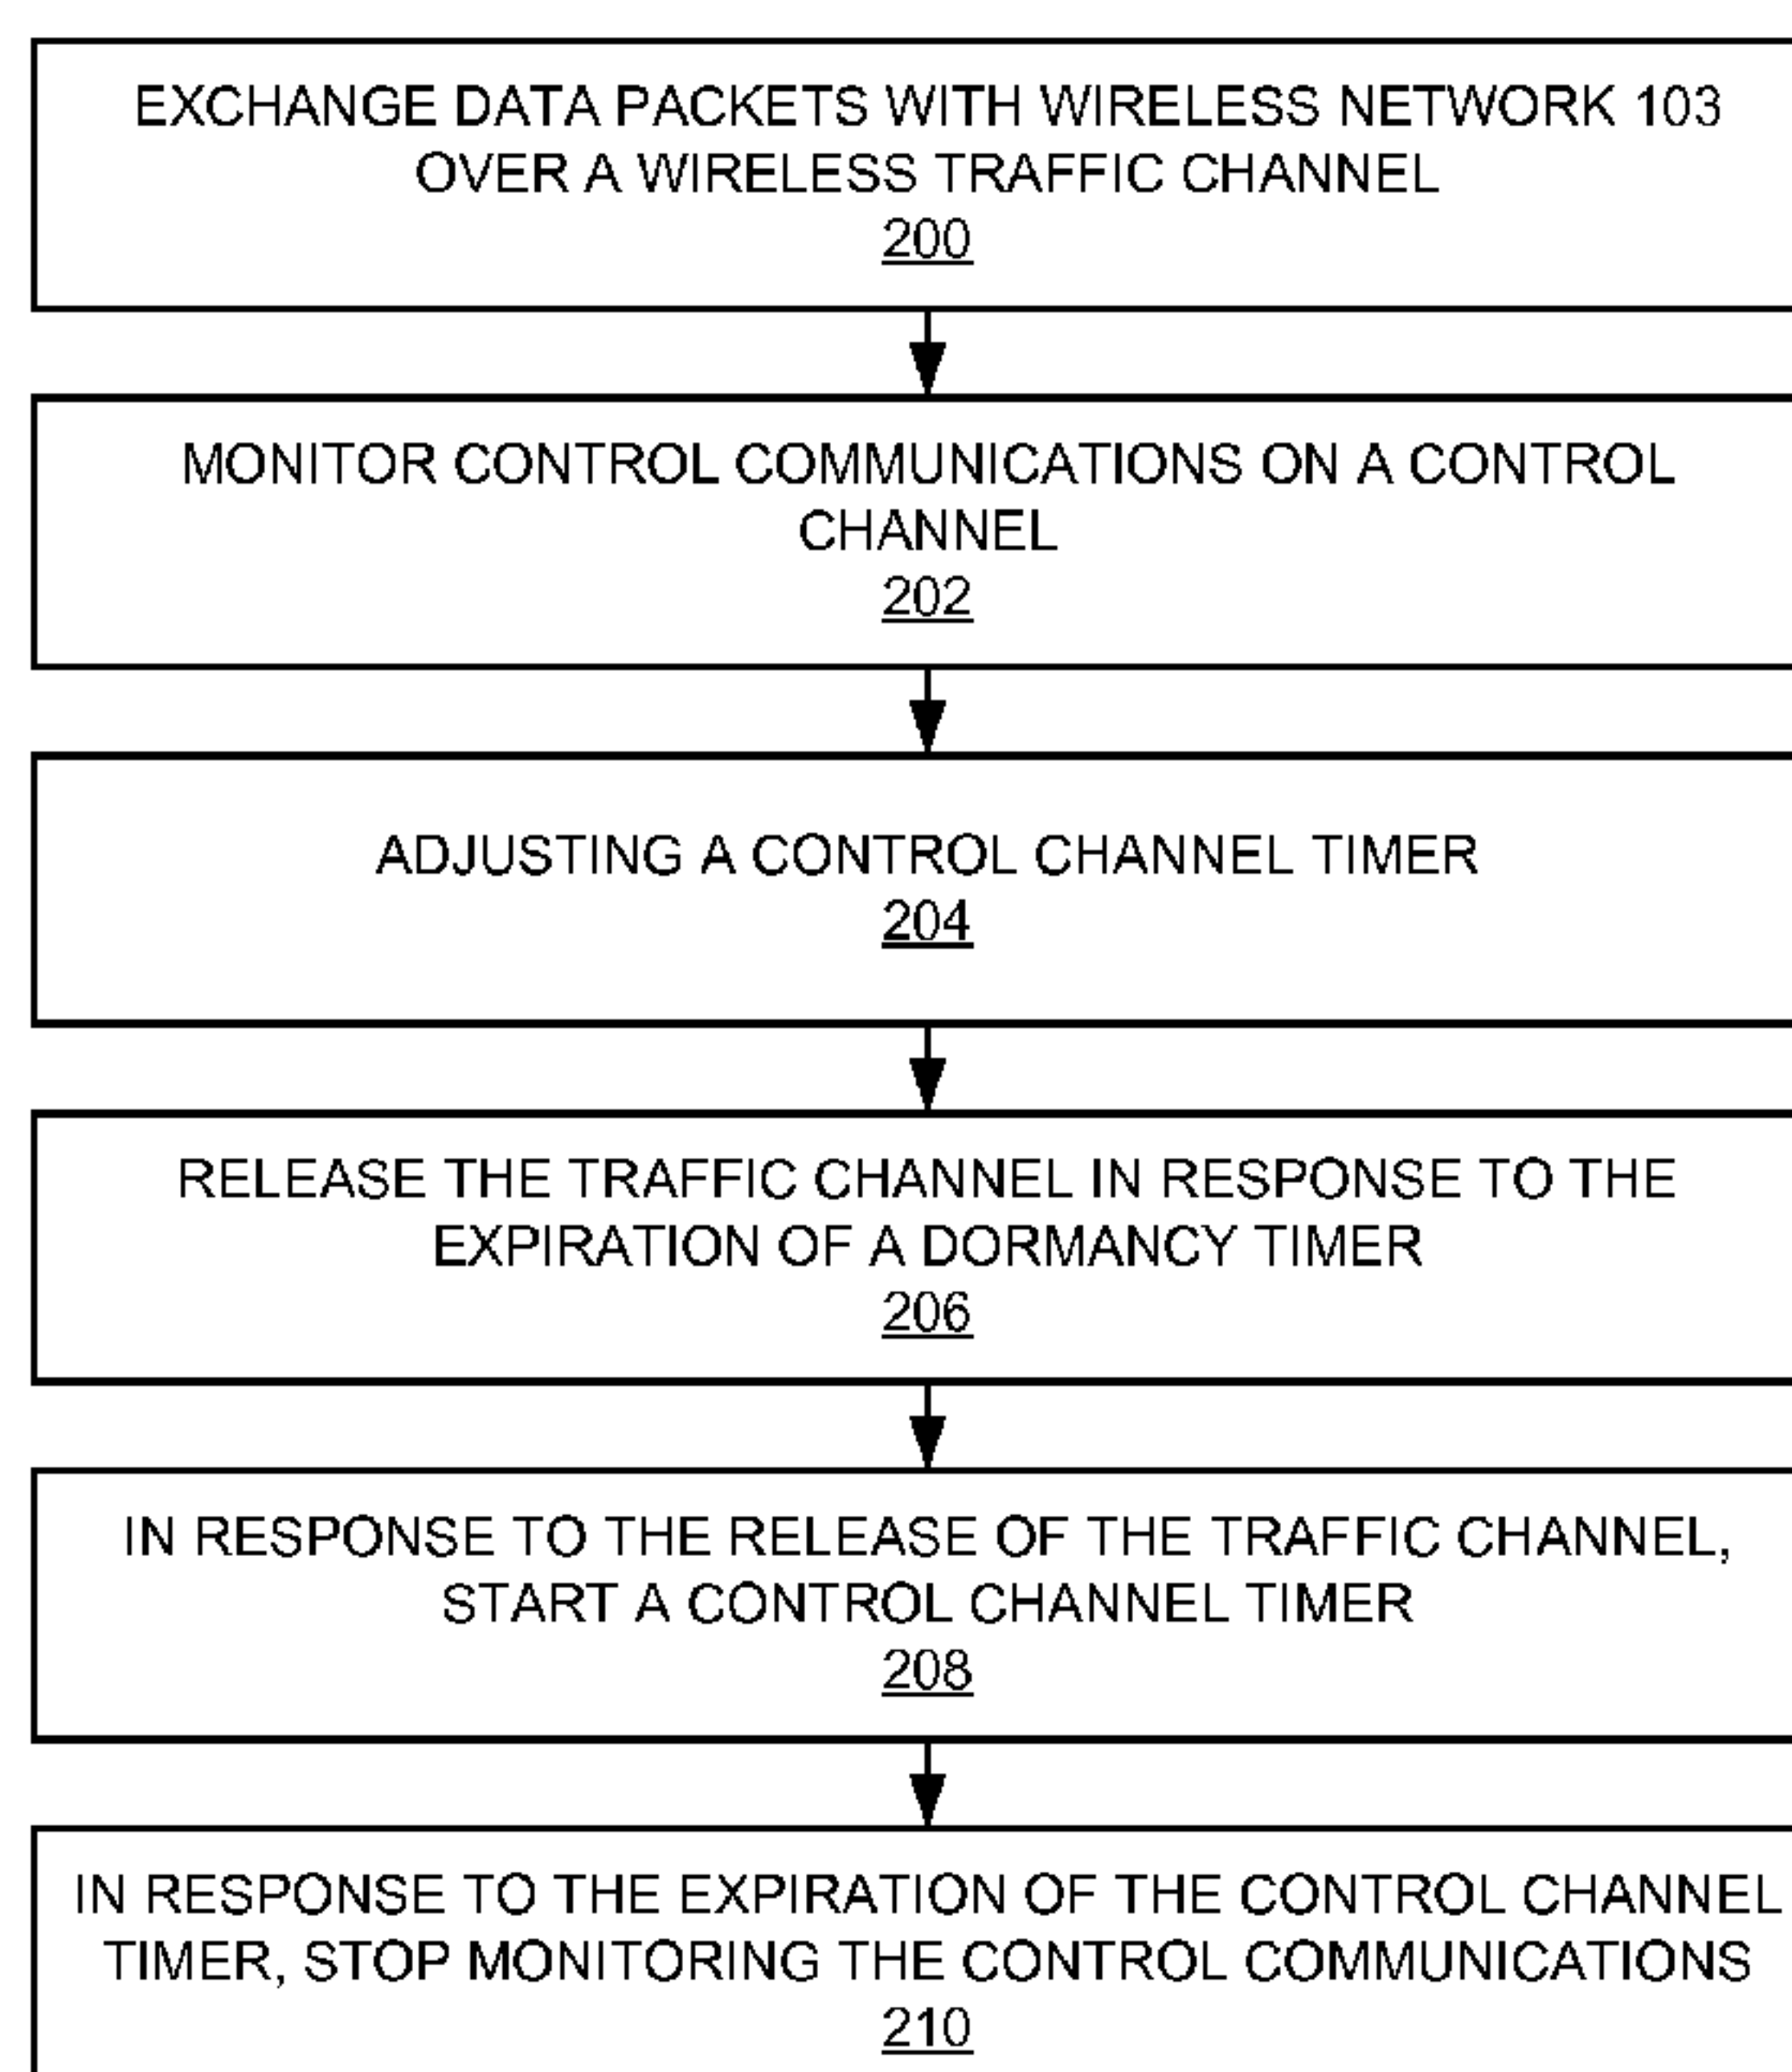 EXCHANGE DATA PACKETS WITH WIRELESS NETWORK 103
OVER A WIRELESS TRAFFIC CHANNEL
200
MONITOR CONTROL COMMUNICATIONS ON A CONTROL
CHANNEL
202
ADJUSTING A CONTROL CHANNEL TIMER
204
RELEASE THE TRAFFIC CHANNEL IN RESPONSE TO THE
EXPIRATION OF A DORMANCY TIMER
206
IN RESPONSE TO THE RELEASE OF THE TRAFFIC CHANNEL,
START A CONTROL CHANNEL TIMER
208
IN RESPONSE TO THE EXPIRATION OF THE CONTROL CHANNEL
TIMER, STOP MONITORING THE CONTROL COMMUNICATIONS
210